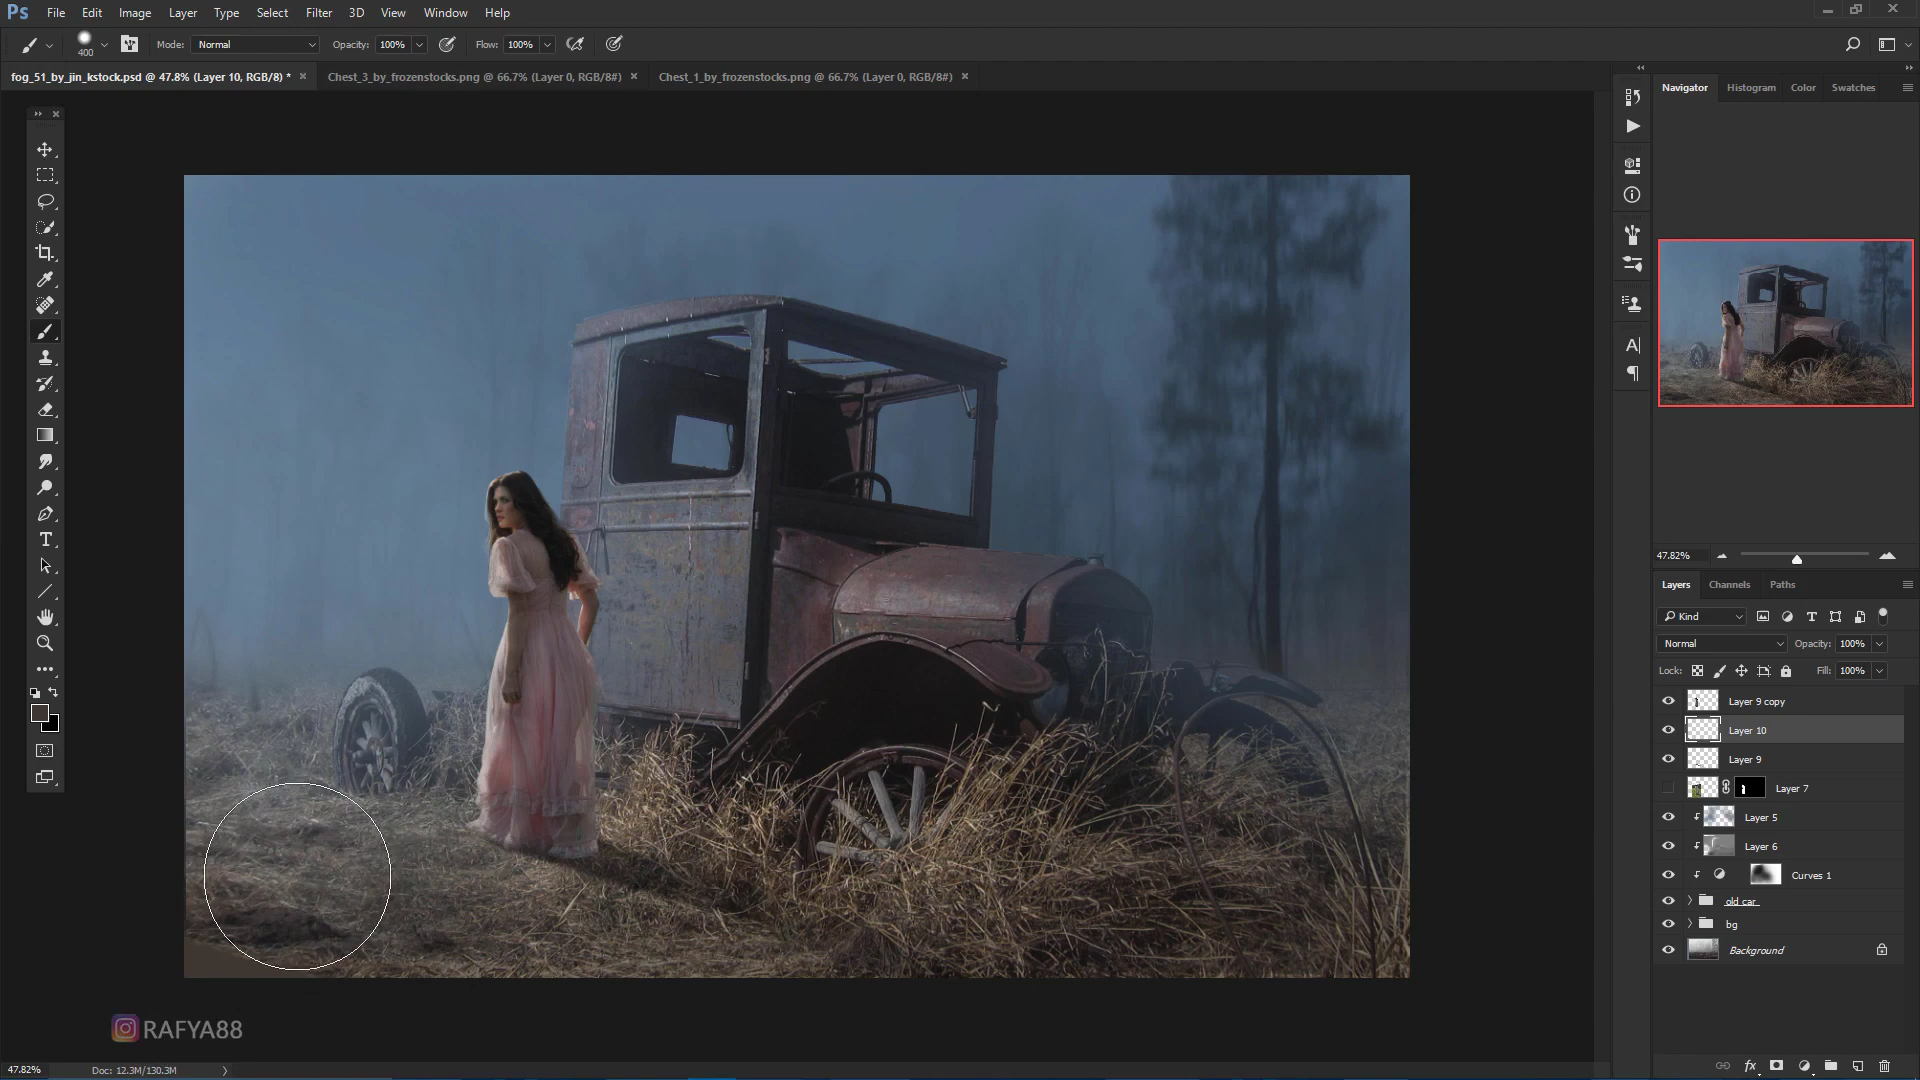 Ps File Edit Image Layer Type Select Filter 3D View Window Help
400 Mode: Normal Opacity: 100% Flow: 100%
fog_51_by_jin_kstock.psd @ 47.8% (Layer 10, RGB/8) * × Chest_3_by_frozenstocks.png @ 66.7% (Layer 0, RGB/8#) × Chest_1_by_frozenstocks.png @ 66.7% (Layer 0, RGB/8#) ×
Navigator Histogram Color Swatches
47.82%
Layers Channels Paths
Kind
Normal Opacity: 100%
Lock: Fill: 100%
Layer 9 copy
Layer 10
Layer 9
Layer 7
Layer 5
Layer 6
Curves 1
old car
bg
Background
RAFYA88
47.82% Doc: 12.3M/130.3M